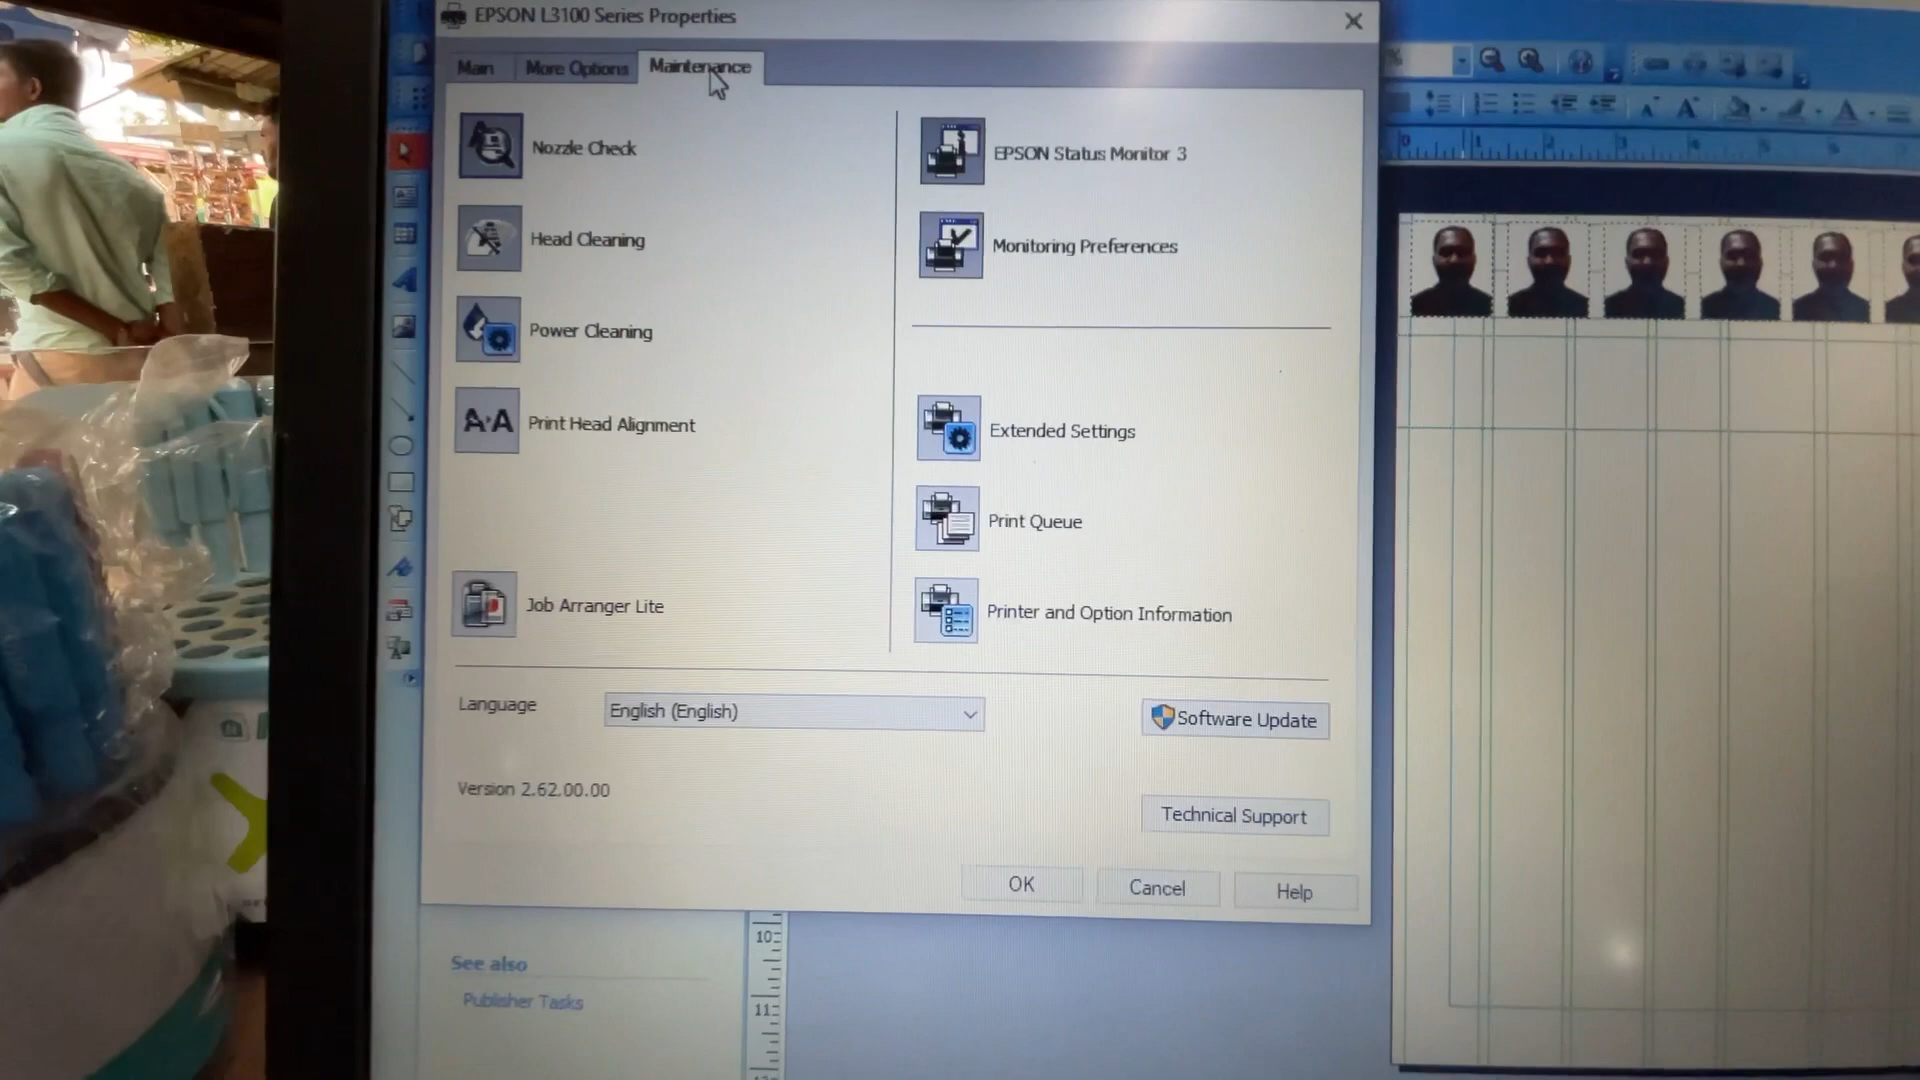 EPSON L3100 Series Properties
Main
More Options
Maintenance
Nozzle Check
EPSON Status Monitor 3
Head Cleaning
Monitoring Preferences
Power Cleaning
Print Head Alignment
Extended Settings
Print Queue
Job Arranger Lite
Printer and Option Information
Language
English (English)
Software Update
Version 2.62.00.00
Technical Support
OK
Cancel
Help
See also
Publisher Tasks
10
11